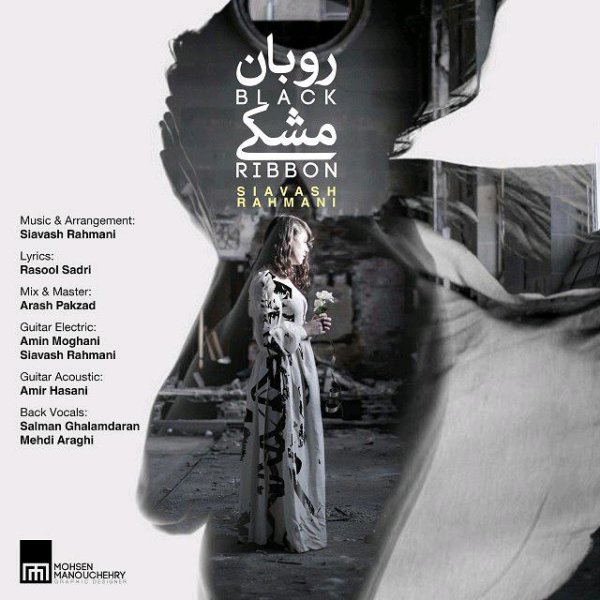 روبان
BLACK
مشکی
RIBBON
SIAVASH
RAHMANI
Music & Arrangement:
Siavash Rahmani
Lyrics:
Rasool Sadri
Mix & Master:
Arash Pakzad
Guitar Electric:
Amin Moghani
Siavash Rahmani
Guitar Acoustic:
Amir Hasani
Back Vocals:
Salman Ghalamdaran
Mehdi Araghi
MOHSEN
MANOUCHEHRY
GRAPHIC DESIGNER